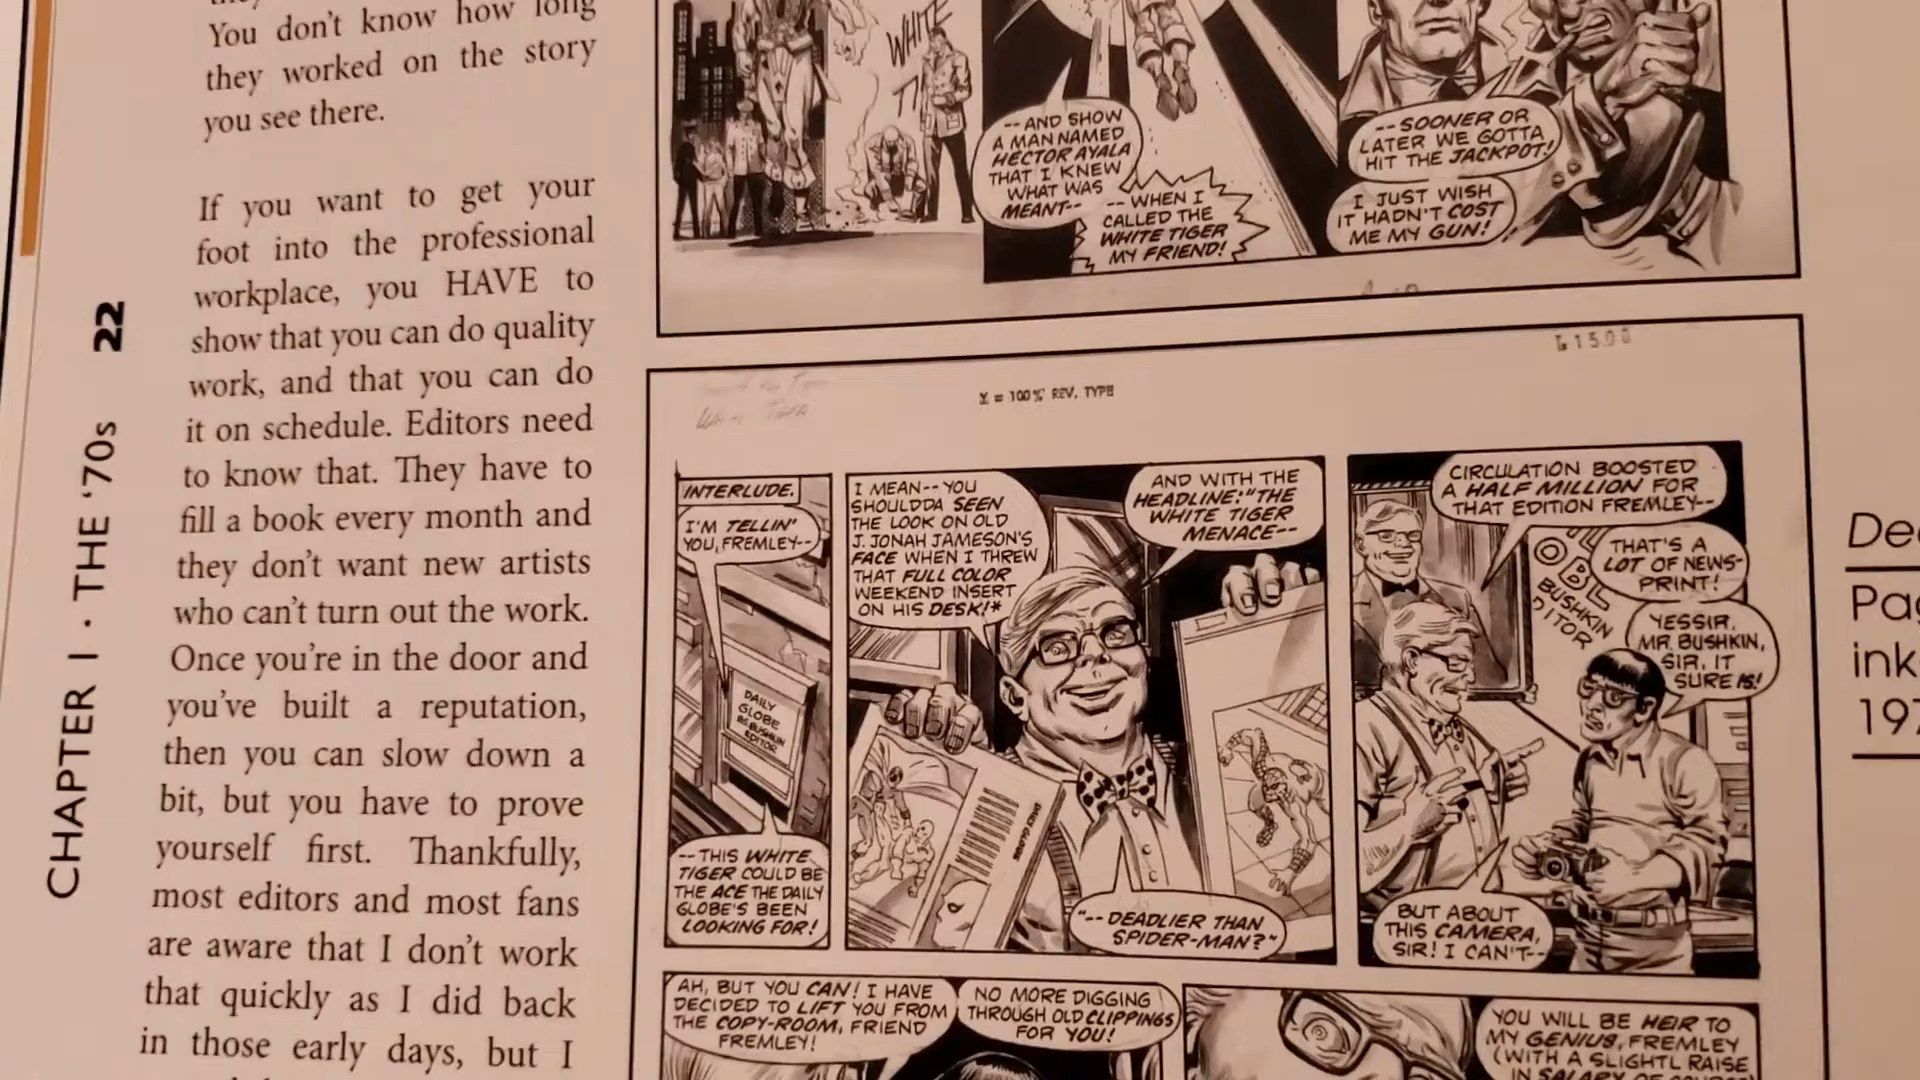 You don't know how long
they worked on the story
you see there.
If you want to get your
foot into the professional
workplace, you HAVE to
show that you can do quality
work, and that you can do
it on schedule. Editors need
to know that. They have to
fill a book every month and
they don't want new artists
who can't turn out the work.
Once you're in the door and
you've built a reputation,
then you can slow down a
bit, but you have to prove
yourself first. Thankfully,
most editors and most fans
are aware that I don't work
that quickly as I did back
in those early days, but I
CHAPTER 1 • THE '70s 22
WHITE
-- AND SHOW
A MAN NAMED
HECTOR AYALA
THAT I KNEW
WHAT WAS
MEANT--
-- WHEN I
CALLED THE
WHITE TIGER
MY FRIEND!
-- SOONER OR
LATER WE GOTTA
HIT THE JACKPOT!
I JUST WISH
IT HADN'T COST
ME MY GUN!
= 100% REV. TYPE
INTERLUDE.
I'M TELLIN'
YOU, FREMLEY--
DAILY
GLOBE
BUSHKIN
EDITOR
-- THIS WHITE
TIGER COULD BE
THE ACE THE DAILY
GLOBE'S BEEN
LOOKING FOR!
I MEAN-- YOU
SHOULDDA SEEN
THE LOOK ON OLD
J. JONAH JAMESON'S
FACE WHEN I THREW
THAT FULL COLOR
WEEKEND INSERT
ON HIS DESK!*
AND WITH THE
HEADLINE: "THE
WHITE TIGER
MENACE--
DAILY GLOBE
"-- DEADLIER THAN
SPIDER-MAN?"
CIRCULATION BOOSTED
A HALF MILLION FOR
THAT EDITION FREMLEY--
THAT'S A
LOT OF NEWS-
PRINT!
OBE
BUSHKIN
DITOR
YESSIR,
MR. BUSHKIN,
SIR. IT
SURE IS!
BUT ABOUT
THIS CAMERA,
SIR! I CAN'T--
AH, BUT YOU CAN! I HAVE
DECIDED TO LIFT YOU FROM
THE COPY-ROOM, FRIEND
FREMLEY!
NO MORE DIGGING
THROUGH OLD CLIPPINGS
FOR YOU!
YOU WILL BE HEIR TO
MY GENIUS, FREMLEY
(WITH A SLIGHTL RAISE
IN SALARY OF
De
Pa
ink
197